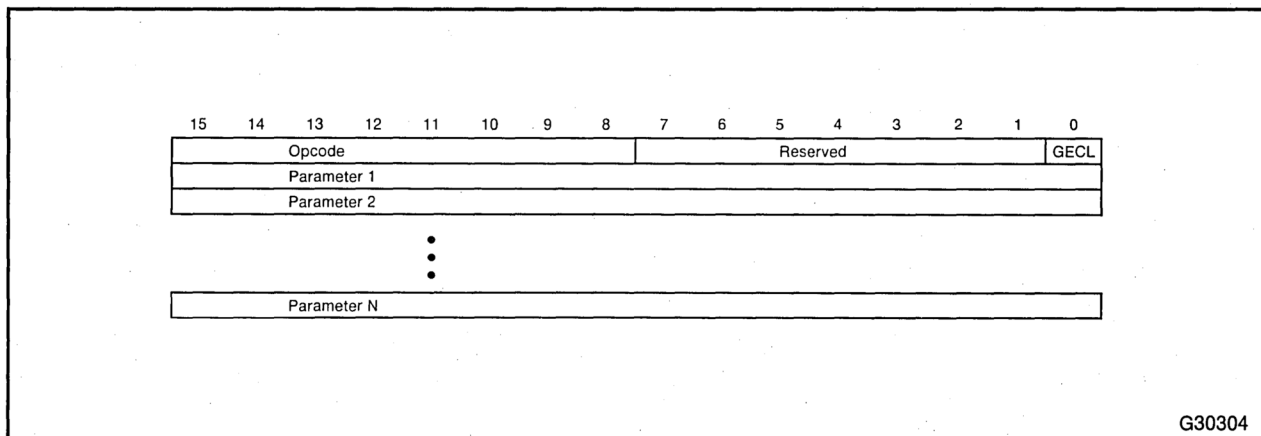 15 14 13 12 11 10 9 8 7 6 5 4 3 2 1 0
Opcode Reserved GECL
Parameter 1
Parameter 2
Parameter N
G30304